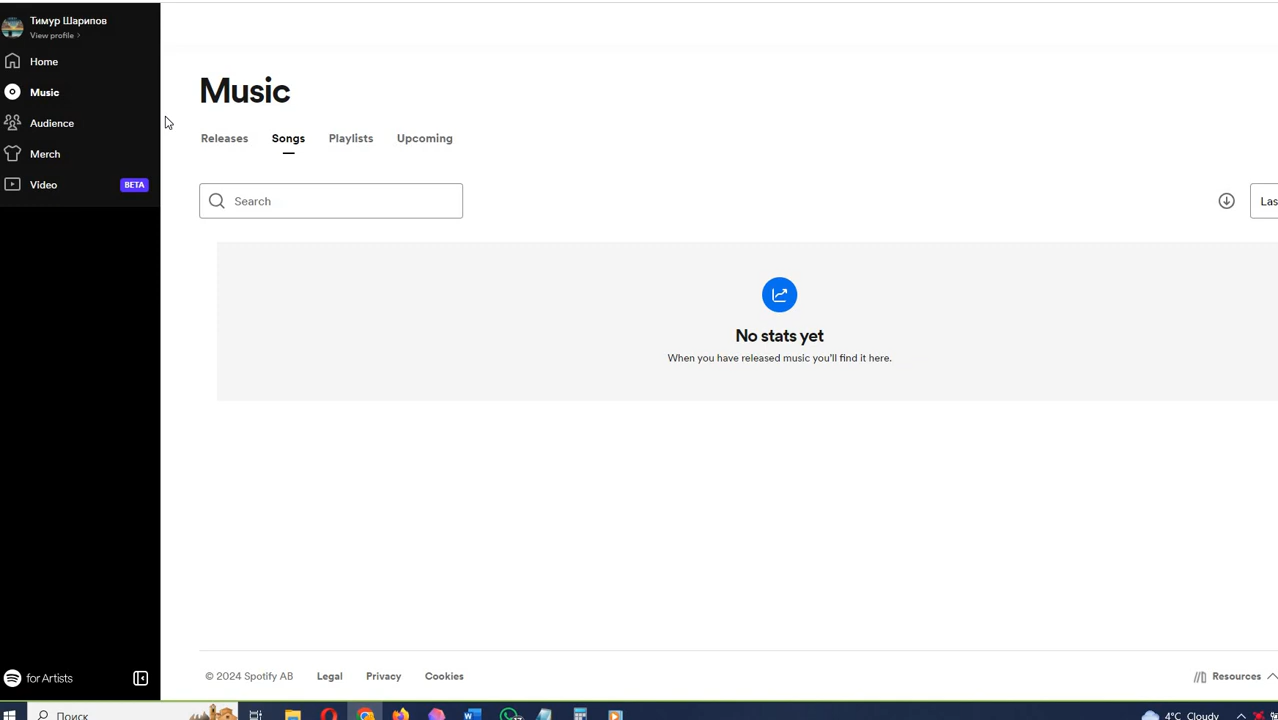 Тимур Шарипов
View profile
Home
Music
Audience
Merch
Video
BETA
Music
Releases
Songs
Playlists
Upcoming
Search
Las
No stats yet
When you have released music you'll find it here.
for Artists
© 2024 Spotify AB
Legal
Privacy
Cookies
Resources
Поиск
4°C Cloudy